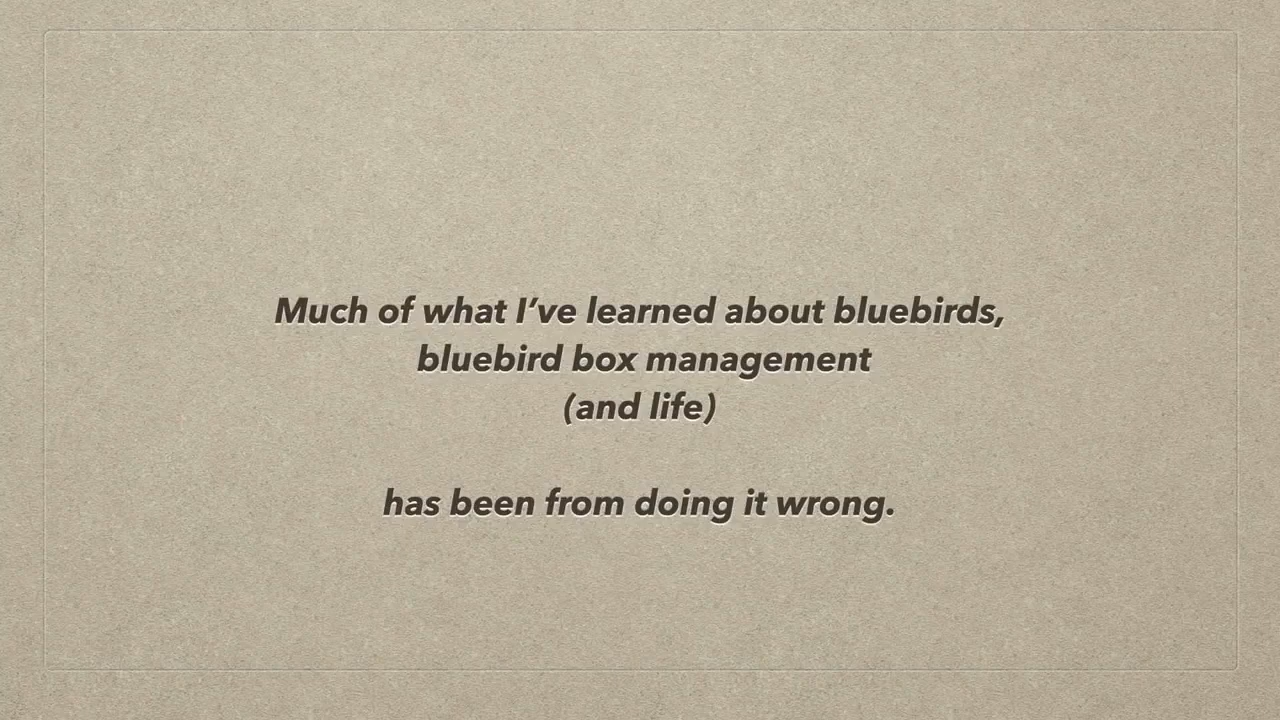 Much of what I’ve learned about bluebirds,
bluebird box management
(and life)
has been from doing it wrong.